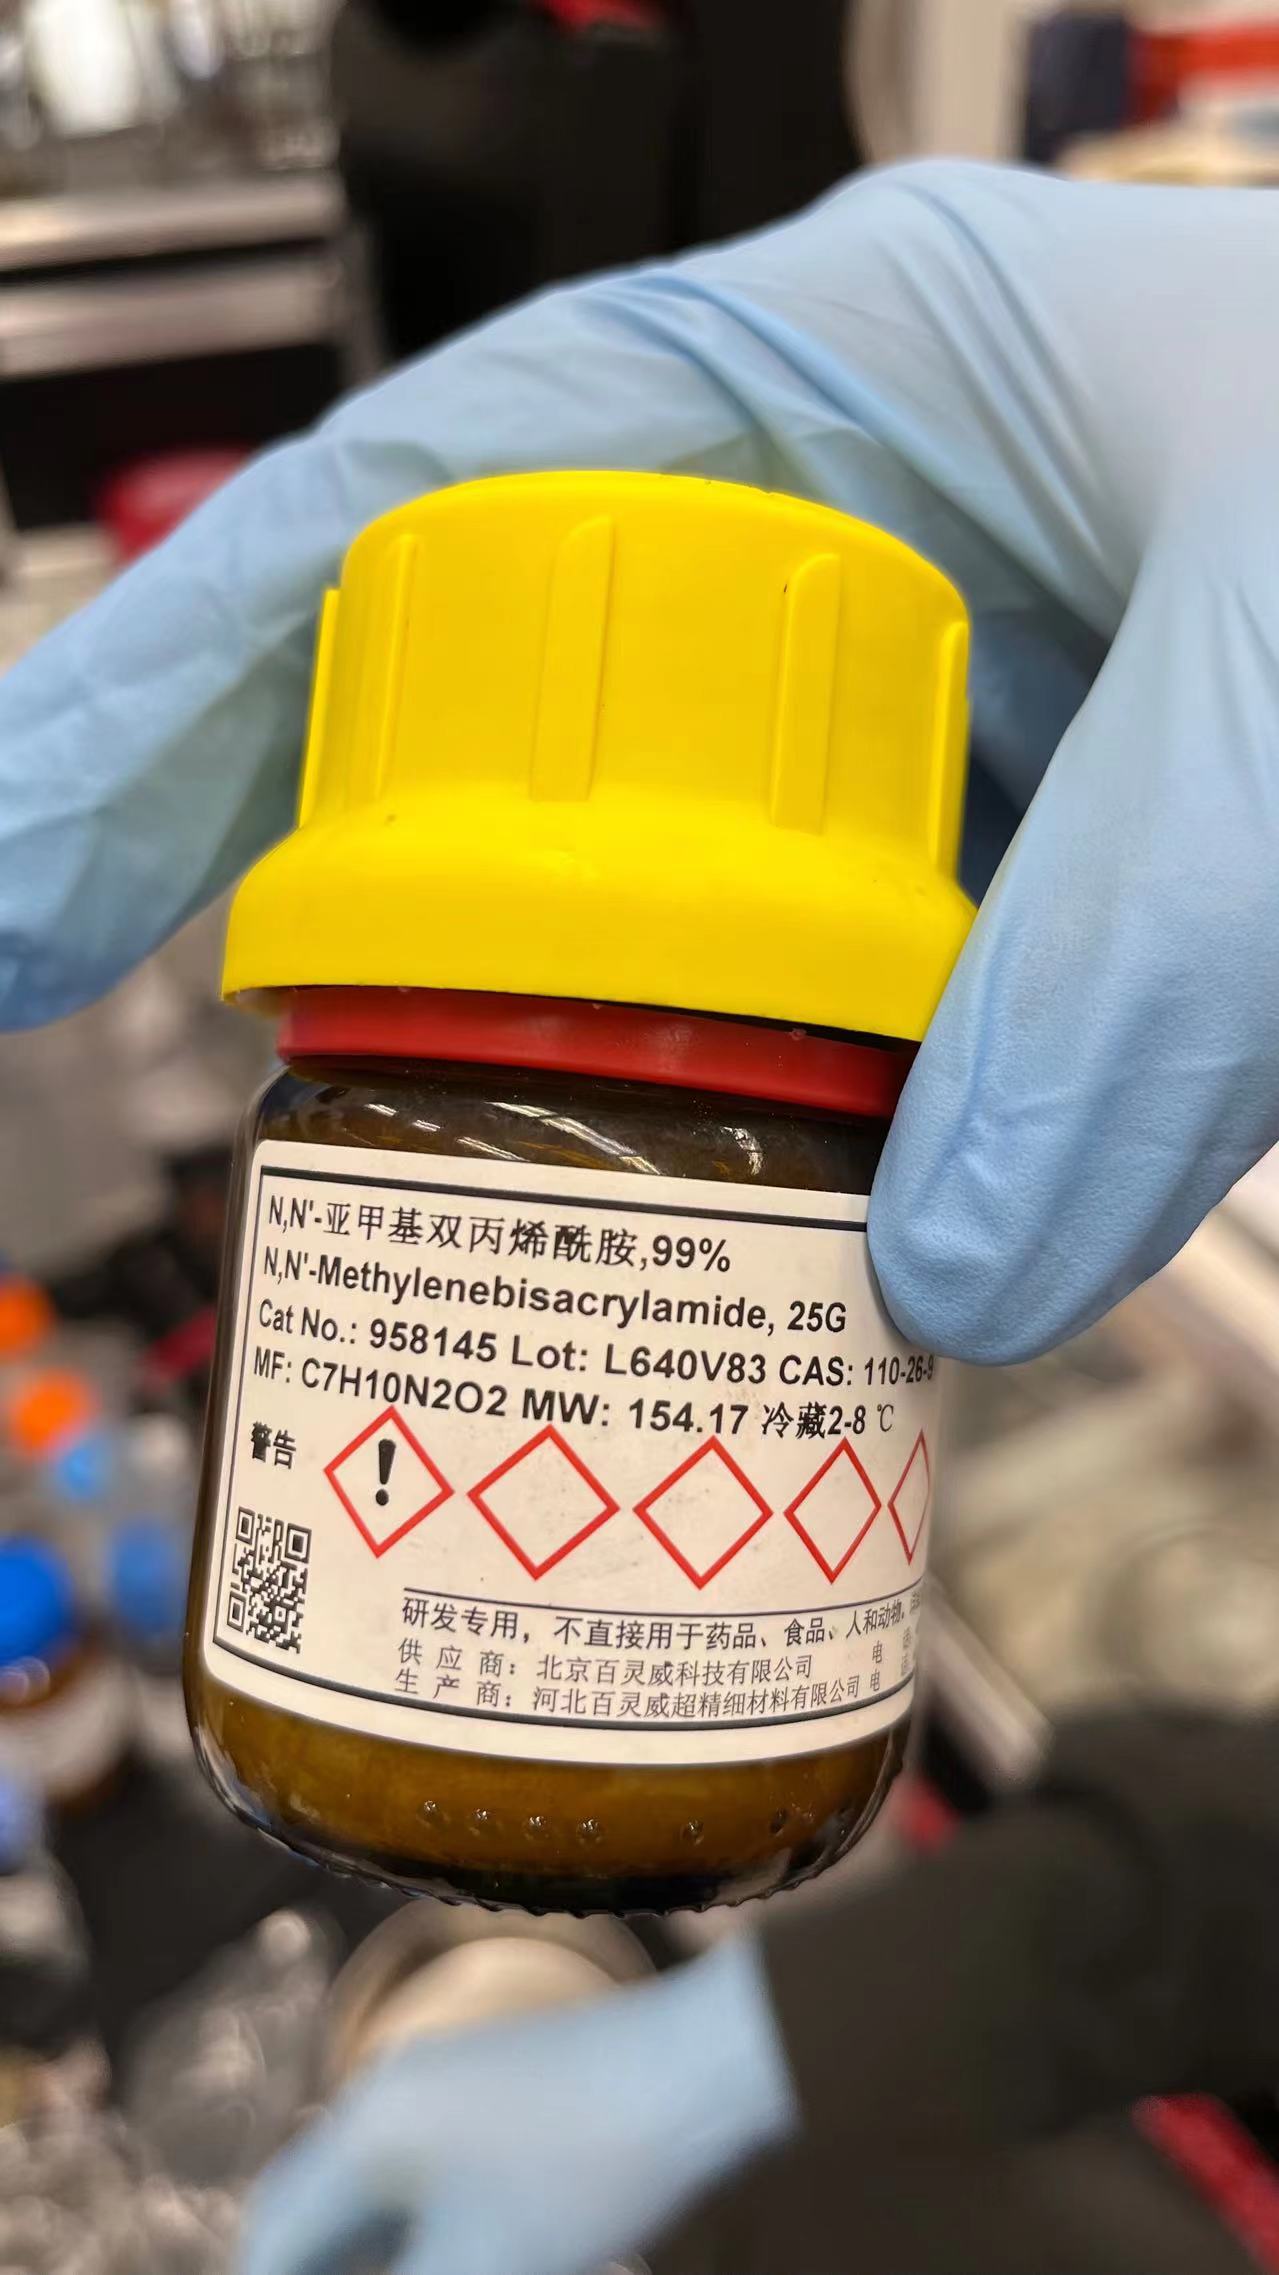 N,N'-亚甲基双丙烯酰胺,99%
N,N'-Methylenebisacrylamide, 25G
Cat No.: 958145 Lot: L640V83 CAS: 110-26-9
MF: C7H10N2O2 MW: 154.17 冷藏2-8 ℃
警告
研发专用，不直接用于药品、食品、人和动物。
供 应 商：北京百灵威科技有限公司 电
生 产 商：河北百灵威超精细材料有限公司 电